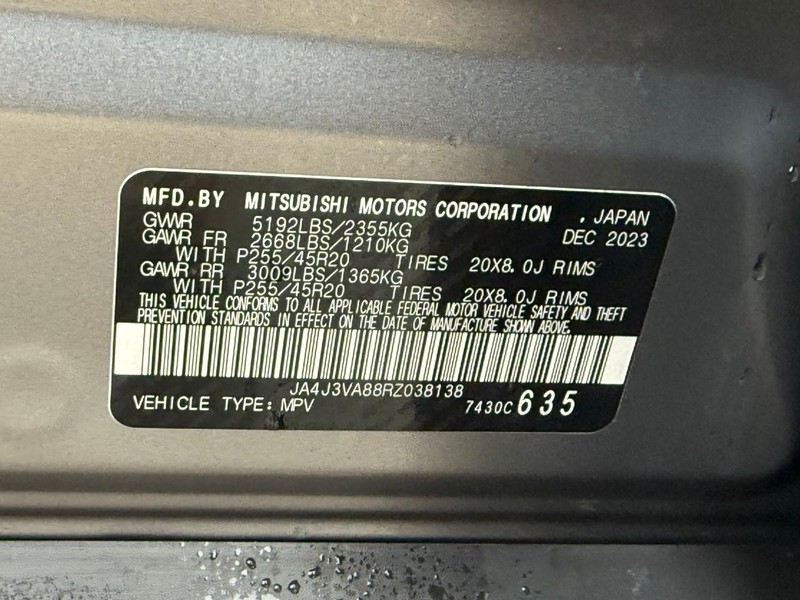 MFD.BY MITSUBISHI MOTORS CORPORATION , JAPAN
GVWR 5192LBS/2355KG DEC 2023
GAWR FR 2668LBS/1210KG
WITH P255/45R20 TIRES 20X8.0J RIMS
GAWR RR 3009LBS/1365KG
WITH P255/45R20 TIRES 20X8.0J RIMS
THIS VEHICLE CONFORMS TO ALL APPLICABLE FEDERAL MOTOR VEHICLE SAFETY AND THEFT
PREVENTION STANDARDS IN EFFECT ON THE DATE OF MANUFACTURE SHOWN ABOVE.
JA4J3VA88RZ038138
VEHICLE TYPE: MPV 7430C 635